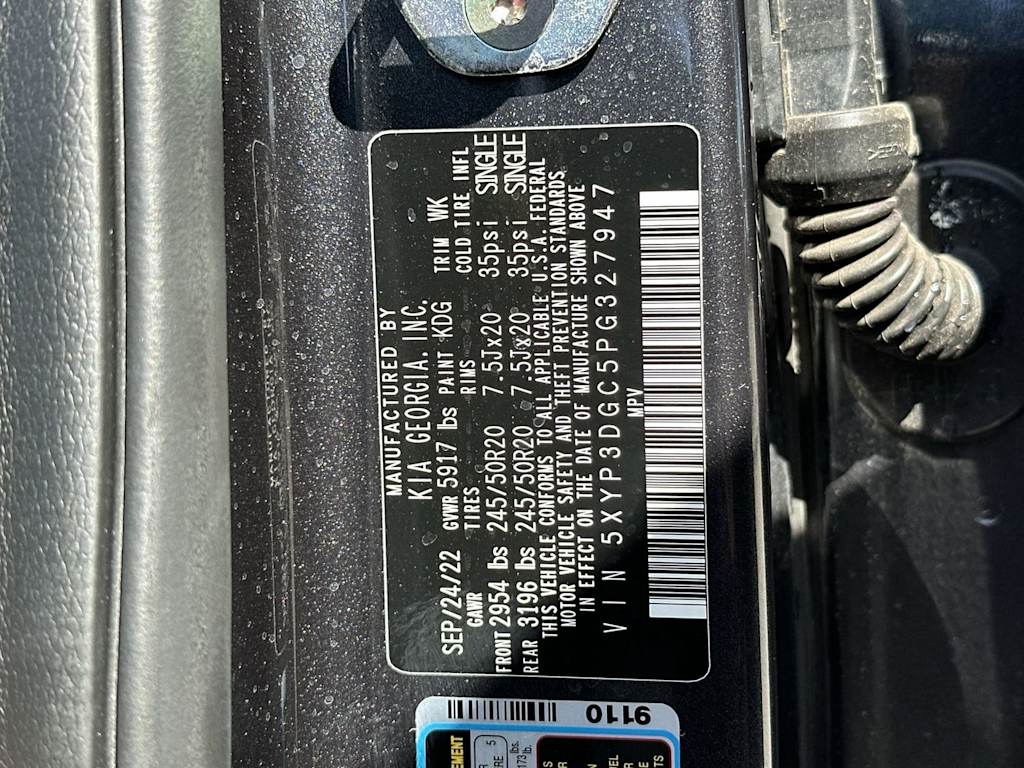 MANUFACTURED BY
KIA GEORGIA. INC.
SEP/24/22 GVWR 5917 lbs PAINT KDG TRIM WK
GAWR TIRES RIMS COLD TIRE INFL
FRONT 2954 lbs 245/50R20 7.5Jx20 35psi SINGLE
REAR 3196 lbs 245/50R20 7.5Jx20 35psi SINGLE
THIS VEHICLE CONFORMS TO ALL APPLICABLE U.S.A. FEDERAL
MOTOR VEHICLE SAFETY AND THEFT PREVENTION STANDARDS
IN EFFECT ON THE DATE OF MANUFACTURE SHOWN ABOVE
VIN 5XYP3DGC5PG327947
MPV
9110